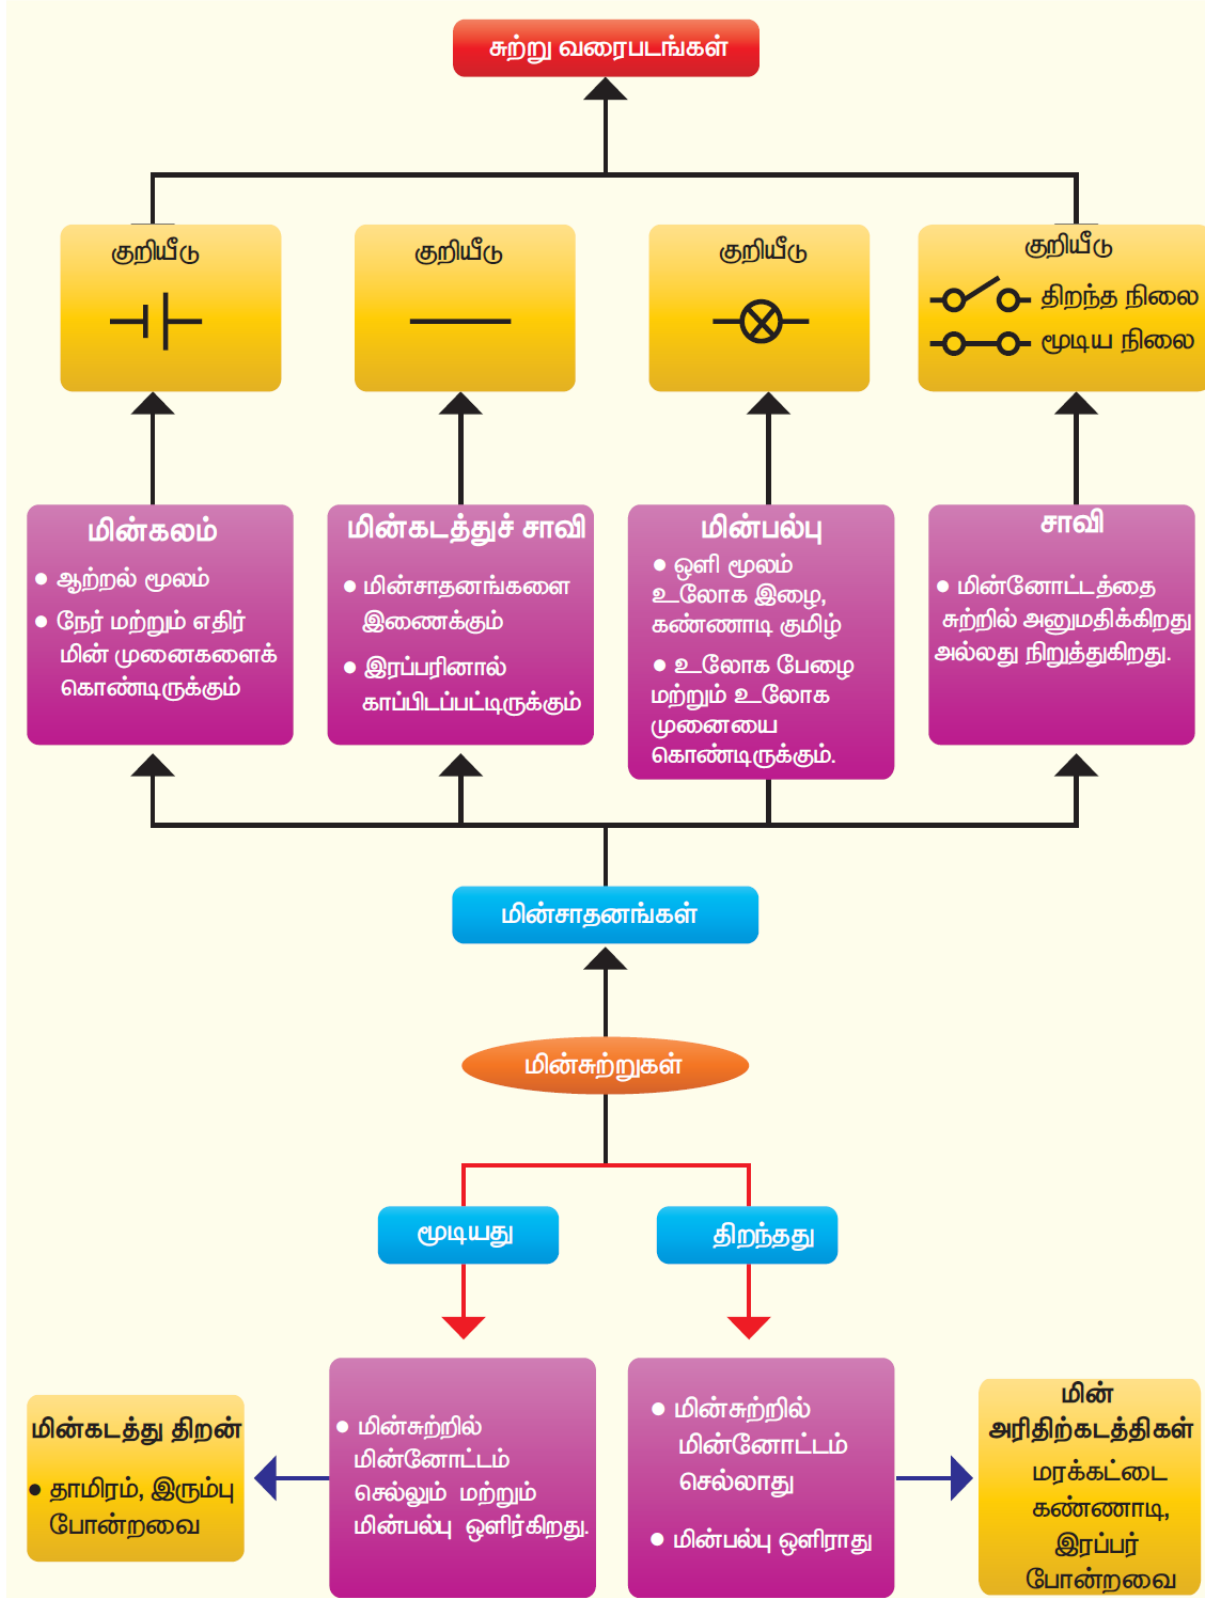 சுற்று வரைபடங்கள்
குறியீடு
குறியீடு
குறியீடு
குறியீடு
திறந்த நிலை
மூடிய நிலை
மின்கலம்
● ஆற்றல் மூலம்
● நேர் மற்றும் எதிர்
மின் முனைகளைக்
கொண்டிருக்கும்
மின்கடத்துச் சாவி
● மின்சாதனங்களை
இணைக்கும்
● இரப்பரினால்
காப்பிடப்பட்டிருக்கும்
மின்பல்பு
● ஒளி மூலம்
உலோக இழை,
கண்ணாடி குமிழ்
● உலோக பேழை
மற்றும் உலோக
முனையை
கொண்டிருக்கும்.
சாவி
● மின்னோட்டத்தை
சுற்றில் அனுமதிக்கிறது
அல்லது நிறுத்துகிறது.
மின்சாதனங்கள்
மின்சுற்றுகள்
மூடியது
திறந்தது
மின்கடத்து திறன்
● தாமிரம், இரும்பு
போன்றவை
● மின்சுற்றில்
மின்னோட்டம்
செல்லும் மற்றும்
மின்பல்பு ஒளிர்கிறது.
● மின்சுற்றில்
மின்னோட்டம்
செல்லாது
● மின்பல்பு ஒளிராது
மின்
அரிதிற்கடத்திகள்
மரக்கட்டை
கண்ணாடி,
இரப்பர்
போன்றவை